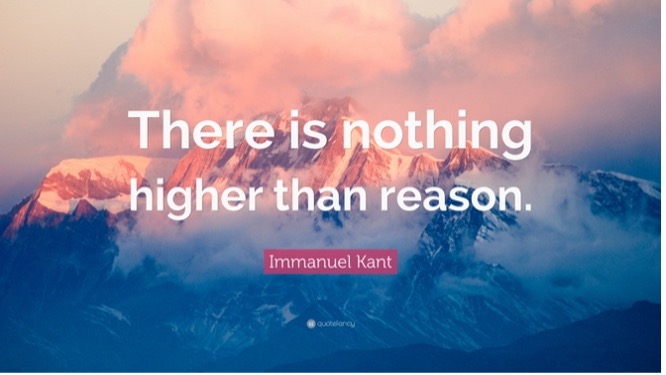 There is nothing
higher than reason.
Immanuel Kant
quotefancy